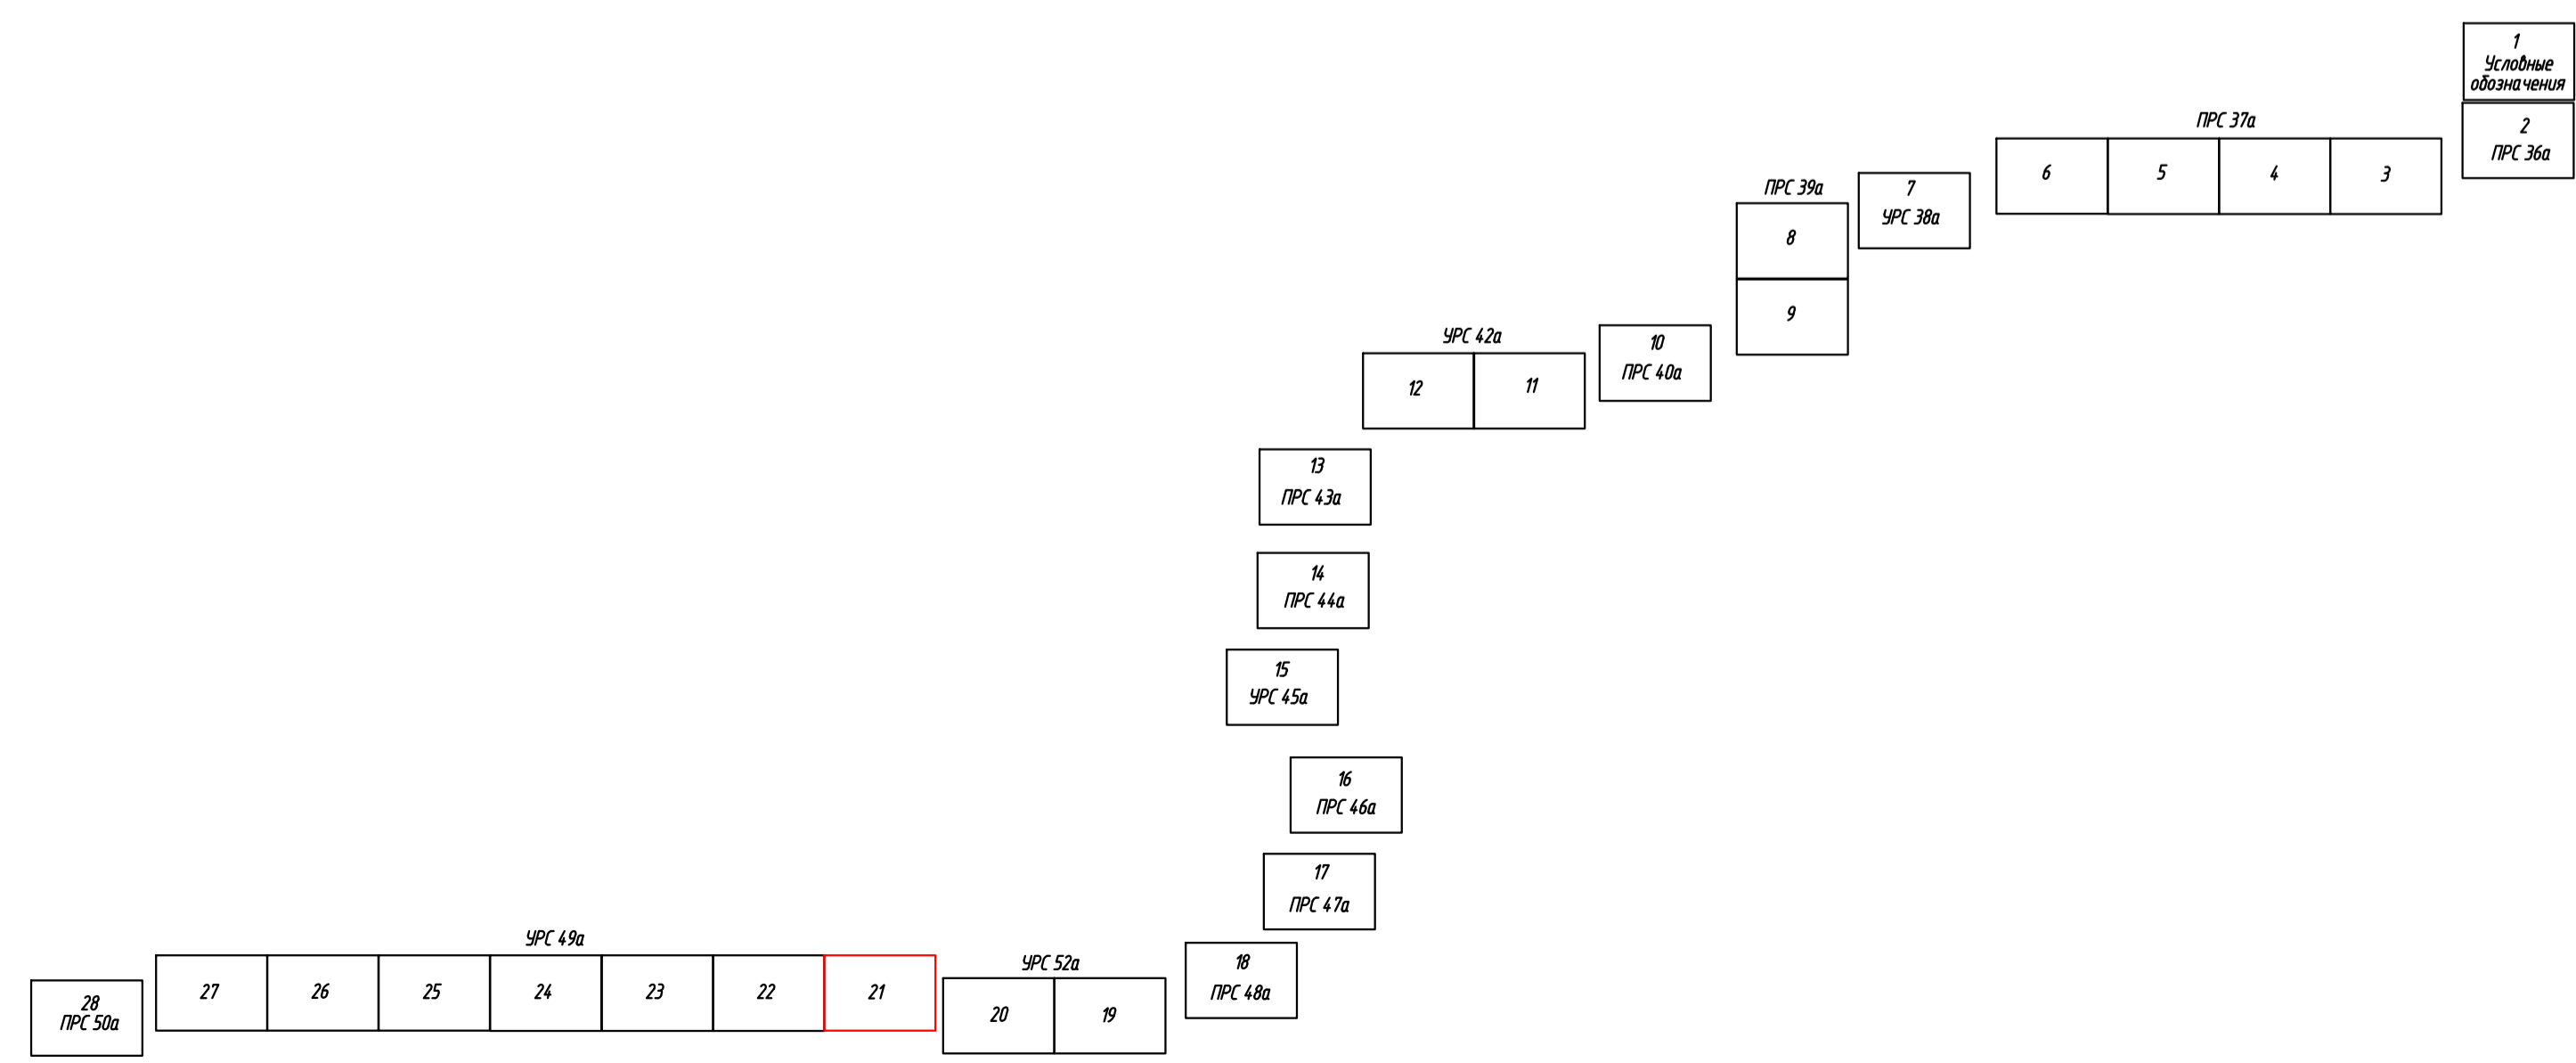 1
Условные
обозначения
2
ПРС 36а
ПРС 37а
6
5
4
3
7
УРС 38а
ПРС 39а
8
9
10
ПРС 40а
УРС 42а
12
11
13
ПРС 43а
14
ПРС 44а
15
УРС 45а
16
ПРС 46а
17
ПРС 47а
18
ПРС 48а
УРС 52а
20
19
УРС 49а
27
26
25
24
23
22
21
28
ПРС 50а